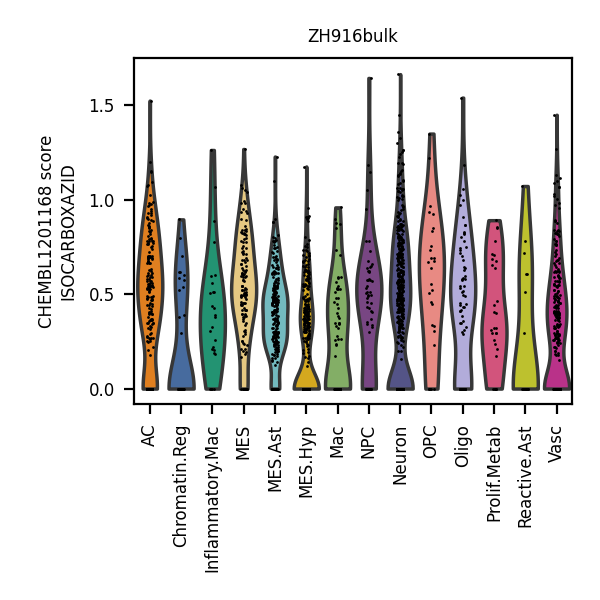 ZH916bulk
CHEMBL1201168 score
ISOCARBOXAZID
1.5
1.0
0.5
0.0
AC
Chromatin.Reg
Inflammatory.Mac
MES
MES.Ast
MES.Hyp
Mac
NPC
Neuron
OPC
Oligo
Prolif.Metab
Reactive.Ast
Vasc